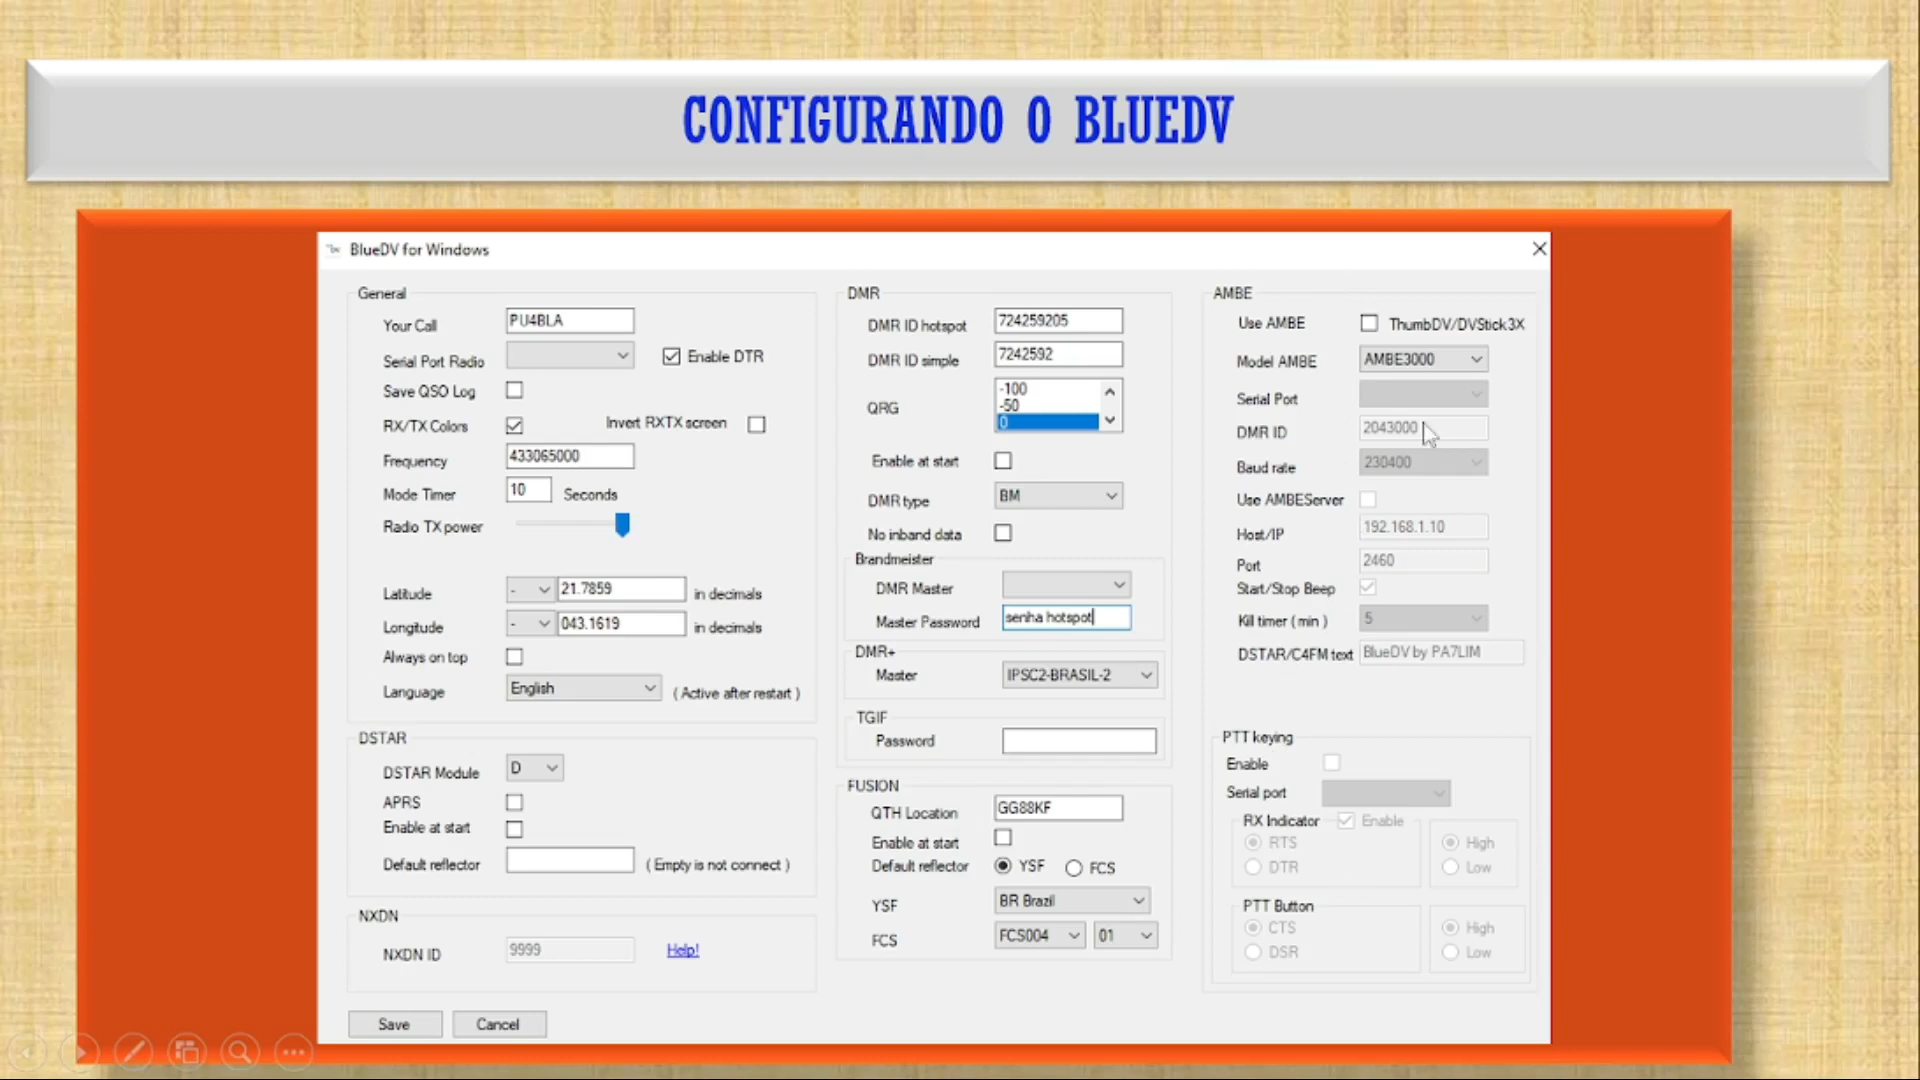 CONFIGURANDO O BLUEDV
BlueDV for Windows
General
Your Call PU4BLA
Serial Port Radio Enable DTR
Save QSO Log
RX/TX Colors Invert RXTX screen
Frequency 433065000
Mode Timer 10 Seconds
Radio TX power
Latitude - 21.7859 in decimals
Longitude - 043.1619 in decimals
Always on top
Language English ( Active after restart )
DSTAR
DSTAR Module D
APRS
Enable at start
Default reflector ( Empty is not connect )
NXDN
NXDN ID 9999 Help!
Save Cancel
DMR
DMR ID hotspot 724259205
DMR ID simple 7242592
QRG
-100
-50
0
Enable at start
DMR type BM
No inband data
Brandmeister
DMR Master
Master Password senha hotspot
DMR+
Master IPSC2-BRASIL-2
TGIF
Password
FUSION
QTH Location GG88KF
Enable at start
Default reflector YSF FCS
YSF BR Brazil
FCS FCS004 01
AMBE
Use AMBE ThumbDV/DVStick3X
Model AMBE AMBE3000
Serial Port
DMR ID 2043000
Baud rate 230400
Use AMBEServer
Host/IP 192.168.1.10
Port 2460
Start/Stop Beep
Kill timer ( min ) 5
DSTAR/C4FM text BlueDV by PA7LIM
PTT keying
Enable
Serial port
RX Indicator Enable
RTS High
DTR Low
PTT Button
CTS High
DSR Low